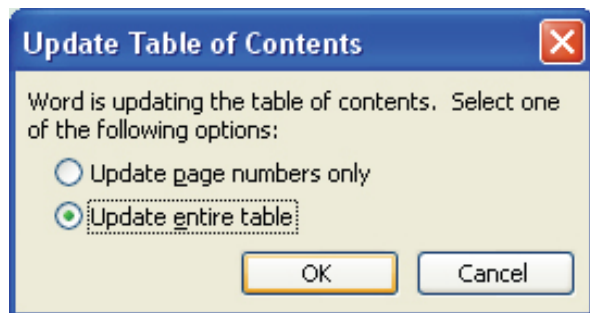 Update Table of Contents
Word is updating the table of contents.  Select one
of the following options:
Update page numbers only
Update entire table
OK
Cancel